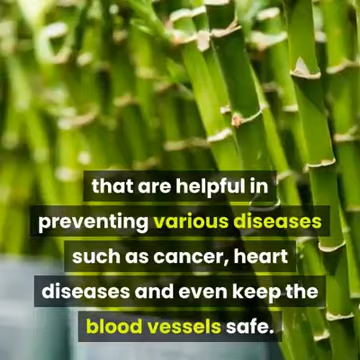 that are helpful in
preventing various diseases
such as cancer, heart
diseases and even keep the
blood vessels safe.